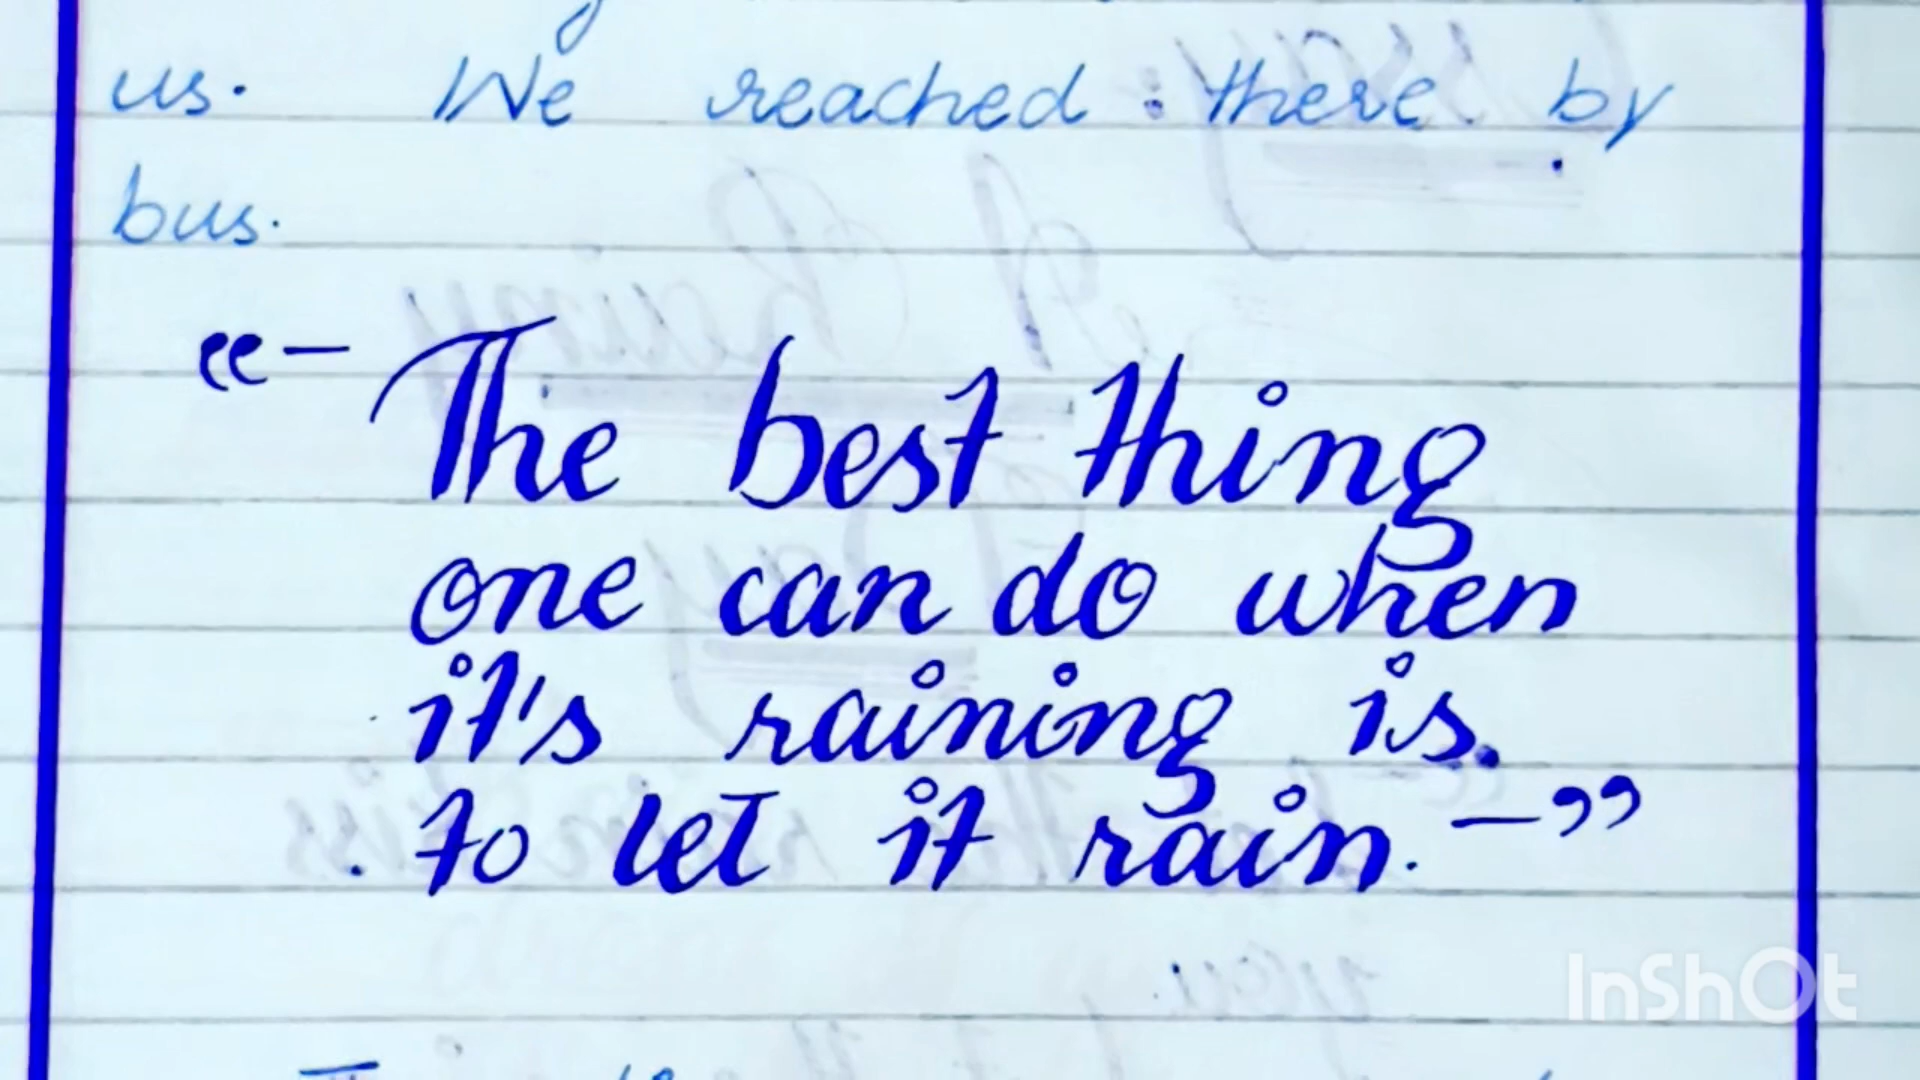 us. We reached there by
bus.
“– The best thing
one can do when
it's raining is
to let it rain. –”
InShOt